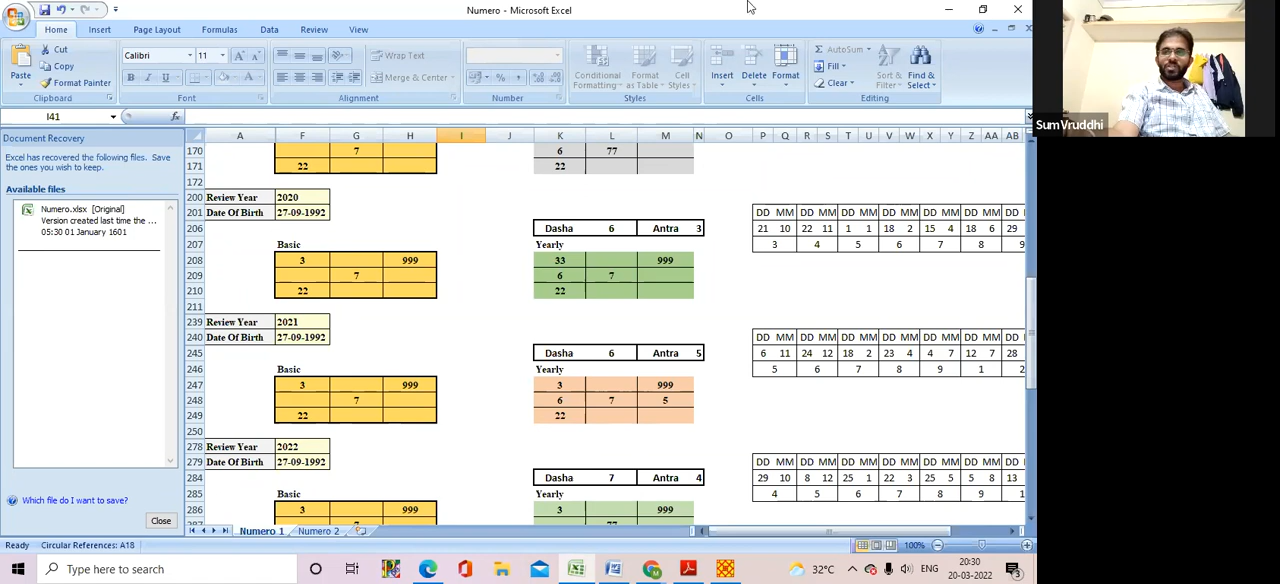 Numero - Microsoft Excel
Home Insert Page Layout Formulas Data Review View
Paste Cut Copy Format Painter
Calibri 11 Wrap Text Merge & Center
Conditional Formatting Format as Table Cell Styles
Insert Delete Format
AutoSum Fill Clear Sort & Filter Find & Select
Clipboard Font Alignment Number Styles Cells Editing
I41 fx
SumVruddhi
Document Recovery
Excel has recovered the following files. Save
the ones you wish to keep.
Available files
Numero.xlsx [Original]
Version created last time the ...
05:30 01 January 1601
Which file do I want to save?
Close
A F G H I J K L M N O P Q R S T U V W X Y Z AA AB
170 7 6 77
171 22 22
172
200 Review Year 2020
201 Date Of Birth 27-09-1992 DD MM DD MM DD MM DD MM DD MM DD MM DD
206 Dasha 6 Antra 3 21 10 22 11 1 1 18 2 15 4 18 6 29
207 Basic Yearly 3 4 5 6 7 8 9
208 3 999 33 999
209 7 6 7
210 22 22
211
239 Review Year 2021
240 Date Of Birth 27-09-1992 DD MM DD MM DD MM DD MM DD MM DD MM DD
245 Dasha 6 Antra 5 6 11 24 12 18 2 23 4 4 7 12 7 28
246 Basic Yearly 5 6 7 8 9 1 2
247 3 999 3 999
248 7 6 7 5
249 22 22
250
278 Review Year 2022
279 Date Of Birth 27-09-1992 DD MM DD MM DD MM DD MM DD MM DD MM DD
284 Dasha 7 Antra 4 29 10 8 12 25 1 22 3 25 5 5 8 13
285 Basic Yearly 4 5 6 7 8 9 1
286 3 999 3 999
287 7 77
Numero 1 Numero 2
Ready Circular References: A18 100%
Type here to search 32°C ENG 20:30
20-03-2022